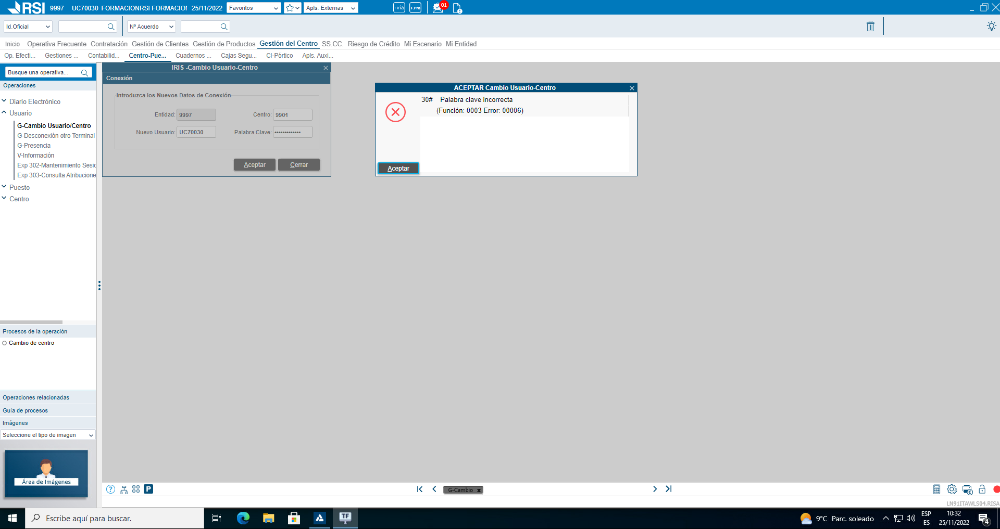 RSI 9997 UC70030 FORMACIONRSI FORMACIOI 25/11/2022 Favoritos Apls. Externas rvia F.Pro 01
Id.Oficial Nº Acuerdo
Inicio Operativa Frecuente Contratación Gestión de Clientes Gestión de Productos Gestión del Centro SS.CC. Riesgo de Crédito Mi Escenario Mi Entidad
Op. Efecti... Gestiones ... Contabilid... Centro-Pue... Cuadernos ... Cajas Segu... CI-Pórtico Apls. Auxi...
Busque una operativa...
Operaciones
Diario Electrónico
Usuario
G-Cambio Usuario/Centro
G-Desconexión otro Terminal
G-Presencia
V-Información
Exp 302-Mantenimiento Sesic
Exp 303-Consulta Atribucione
Puesto
Centro
Procesos de la operación
Cambio de centro
Operaciones relacionadas
Guía de procesos
Imágenes
Seleccione el tipo de imagen
Área de Imágenes
IRIS -Cambio Usuario-Centro
Conexión
Introduzca los Nuevos Datos de Conexión
Entidad: 9997 Centro: 9901
Nuevo Usuario: UC70030 Palabra Clave: •••••••••••••
Aceptar Cerrar
ACEPTAR Cambio Usuario-Centro
30# Palabra clave incorrecta
(Función: 0003 Error: 00006)
Aceptar
? P G-Cambio x
LN91ITAWLS04.RISA
Escribe aquí para buscar. TF 9°C Parc. soleado ESP 10:32
ES 25/11/2022 4